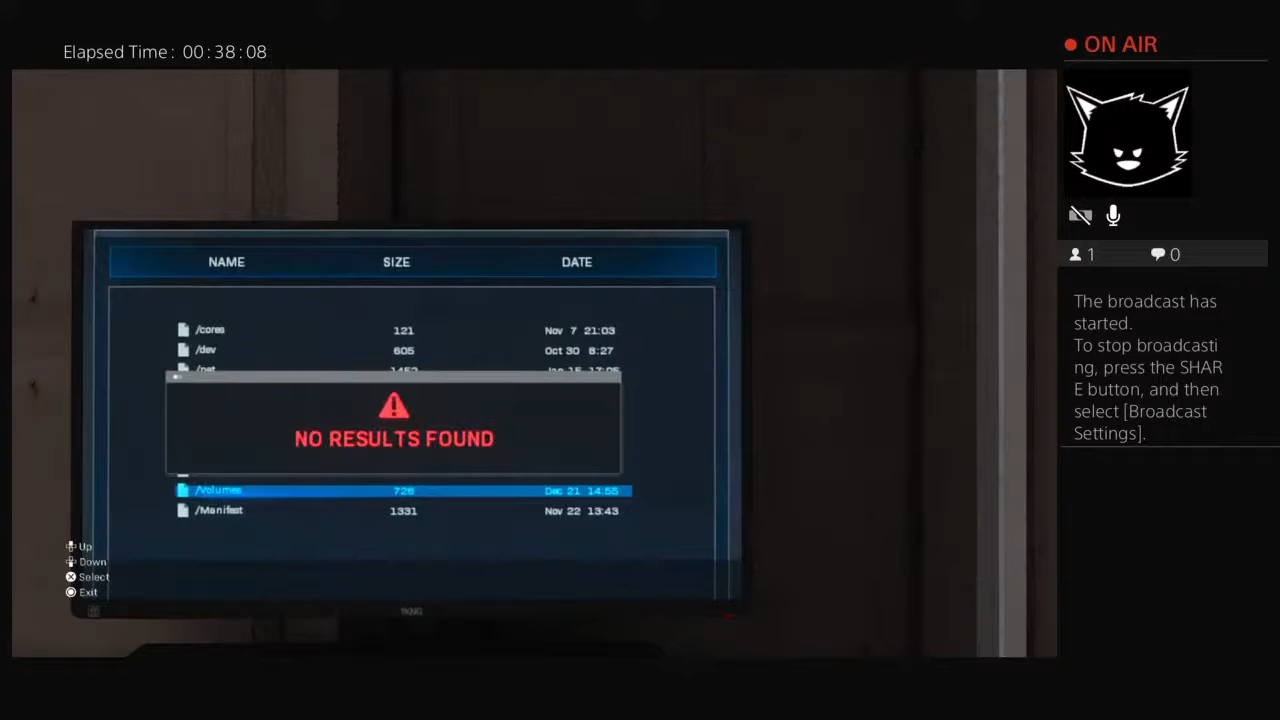 Elapsed Time: 00:38:08
ON AIR
1 0
The broadcast has
started.
To stop broadcasti
ng, press the SHAR
E button, and then
select [Broadcast
Settings].
NAME SIZE DATE
/cores 121 Nov 7 21:03
/dev 605 Oct 30 8:27
NO RESULTS FOUND
/Volumes 726 Dec 21 14:55
/Manifest 1331 Nov 22 13:43
Up
Down
Select
Exit